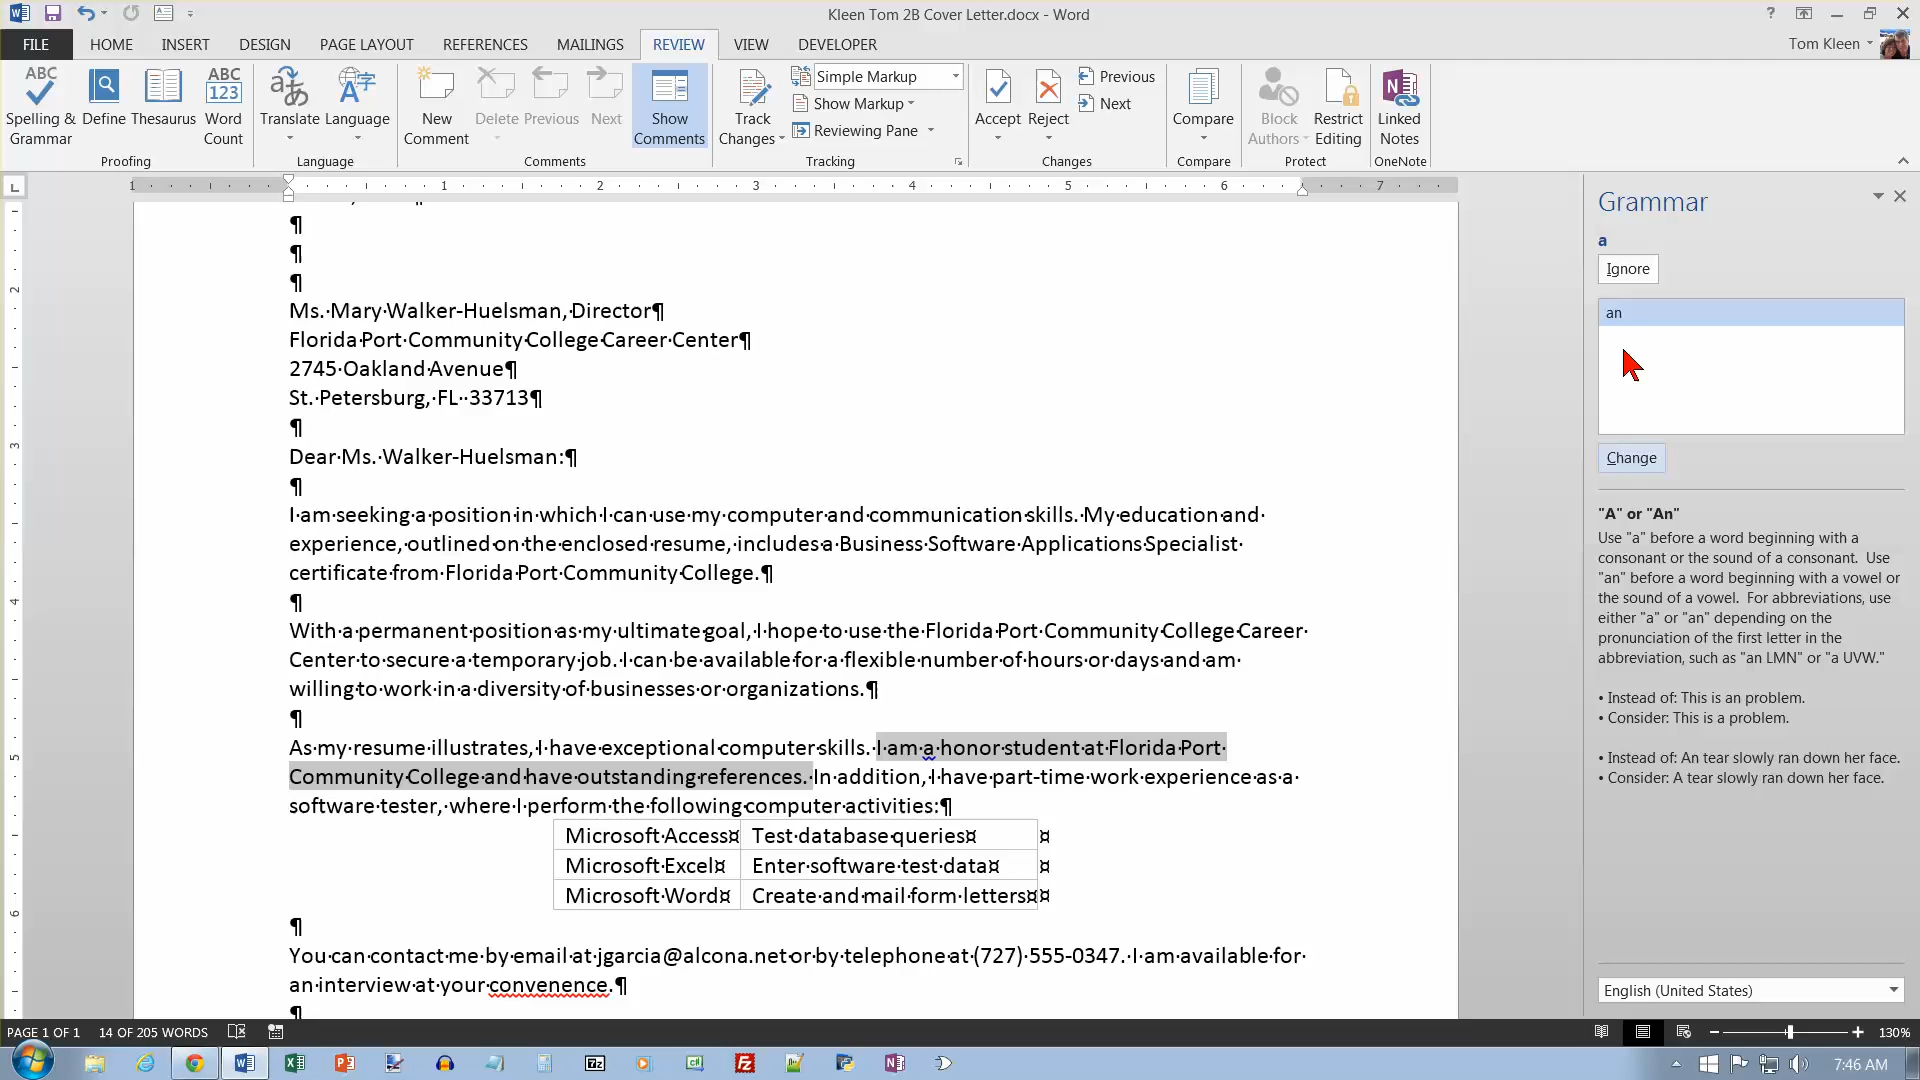 Kleen Tom 2B Cover Letter.docx - Word
?
FILE HOME INSERT DESIGN PAGE LAYOUT REFERENCES MAILINGS REVIEW VIEW DEVELOPER
Tom Kleen
ABC Spelling & Grammar
Define
Thesaurus
ABC 123 Word Count
Proofing
Translate
Language
Language
New Comment
Delete
Previous
Next
Show Comments
Comments
Track Changes
Simple Markup
Show Markup
Reviewing Pane
Tracking
Accept
Reject
Previous
Next
Changes
Compare
Compare
Block Authors
Restrict Editing
Protect
Linked Notes
OneNote
L
1 1 2 3 4 5 6 7
2
3
4
5
6
¶
¶
¶
Ms.·Mary·Walker-Huelsman,·Director¶
Florida·Port·Community·College·Career·Center¶
2745·Oakland·Avenue¶
St.·Petersburg,·FL··33713¶
¶
Dear·Ms.·Walker-Huelsman:¶
¶
I·am·seeking·a·position·in·which·I·can·use·my·computer·and·communication·skills.·My·education·and·
experience,·outlined·on·the·enclosed·resume,·includes·a·Business·Software·Applications·Specialist·
certificate·from·Florida·Port·Community·College.¶
¶
With·a·permanent·position·as·my·ultimate·goal,·I·hope·to·use·the·Florida·Port·Community·College·Career·
Center·to·secure·a·temporary·job.·I·can·be·available·for·a·flexible·number·of·hours·or·days·and·am·
willing·to·work·in·a·diversity·of·businesses·or·organizations.¶
¶
As·my·resume·illustrates,·I·have·exceptional·computer·skills.·I·am·a·honor·student·at·Florida·Port·
Community·College·and·have·outstanding·references.·In·addition,·I·have·part-time·work·experience·as·a·
software·tester,·where·I·perform·the·following·computer·activities:¶
Microsoft·Access¤ Test·database·queries¤ ¤
Microsoft·Excel¤ Enter·software·test·data¤ ¤
Microsoft·Word¤ Create·and·mail·form·letters¤ ¤
¶
You·can·contact·me·by·email·at·jgarcia@alcona.net·or·by·telephone·at·(727)·555-0347.·I·am·available·for·
an·interview·at·your·convenence.¶
¶
Grammar
a
Ignore
an
Change
"A" or "An"
Use "a" before a word beginning with a
consonant or the sound of a consonant.  Use
"an" before a word beginning with a vowel or
the sound of a vowel.  For abbreviations, use
either "a" or "an" depending on the
pronunciation of the first letter in the
abbreviation, such as "an LMN" or "a UVW."
• Instead of: This is an problem.
• Consider: This is a problem.
• Instead of: An tear slowly ran down her face.
• Consider: A tear slowly ran down her face.
English (United States)
PAGE 1 OF 1 14 OF 205 WORDS
130%
7:46 AM